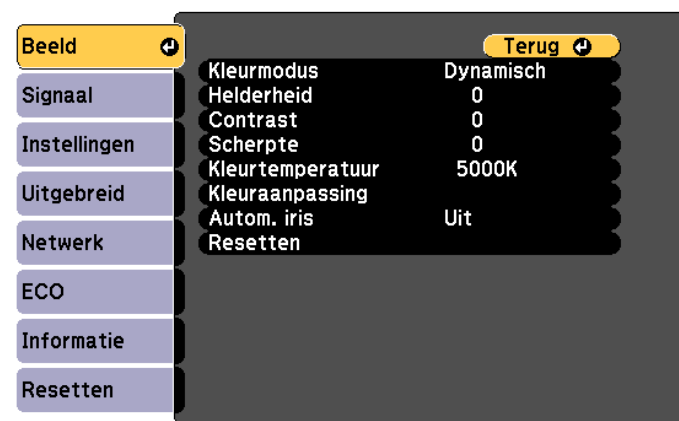 Beeld
Signaal
Instellingen
Uitgebreid
Netwerk
ECO
Informatie
Resetten
Terug
Kleurmodus Dynamisch
Helderheid 0
Contrast 0
Scherpte 0
Kleurtemperatuur 5000K
Kleuraanpassing
Autom. iris Uit
Resetten